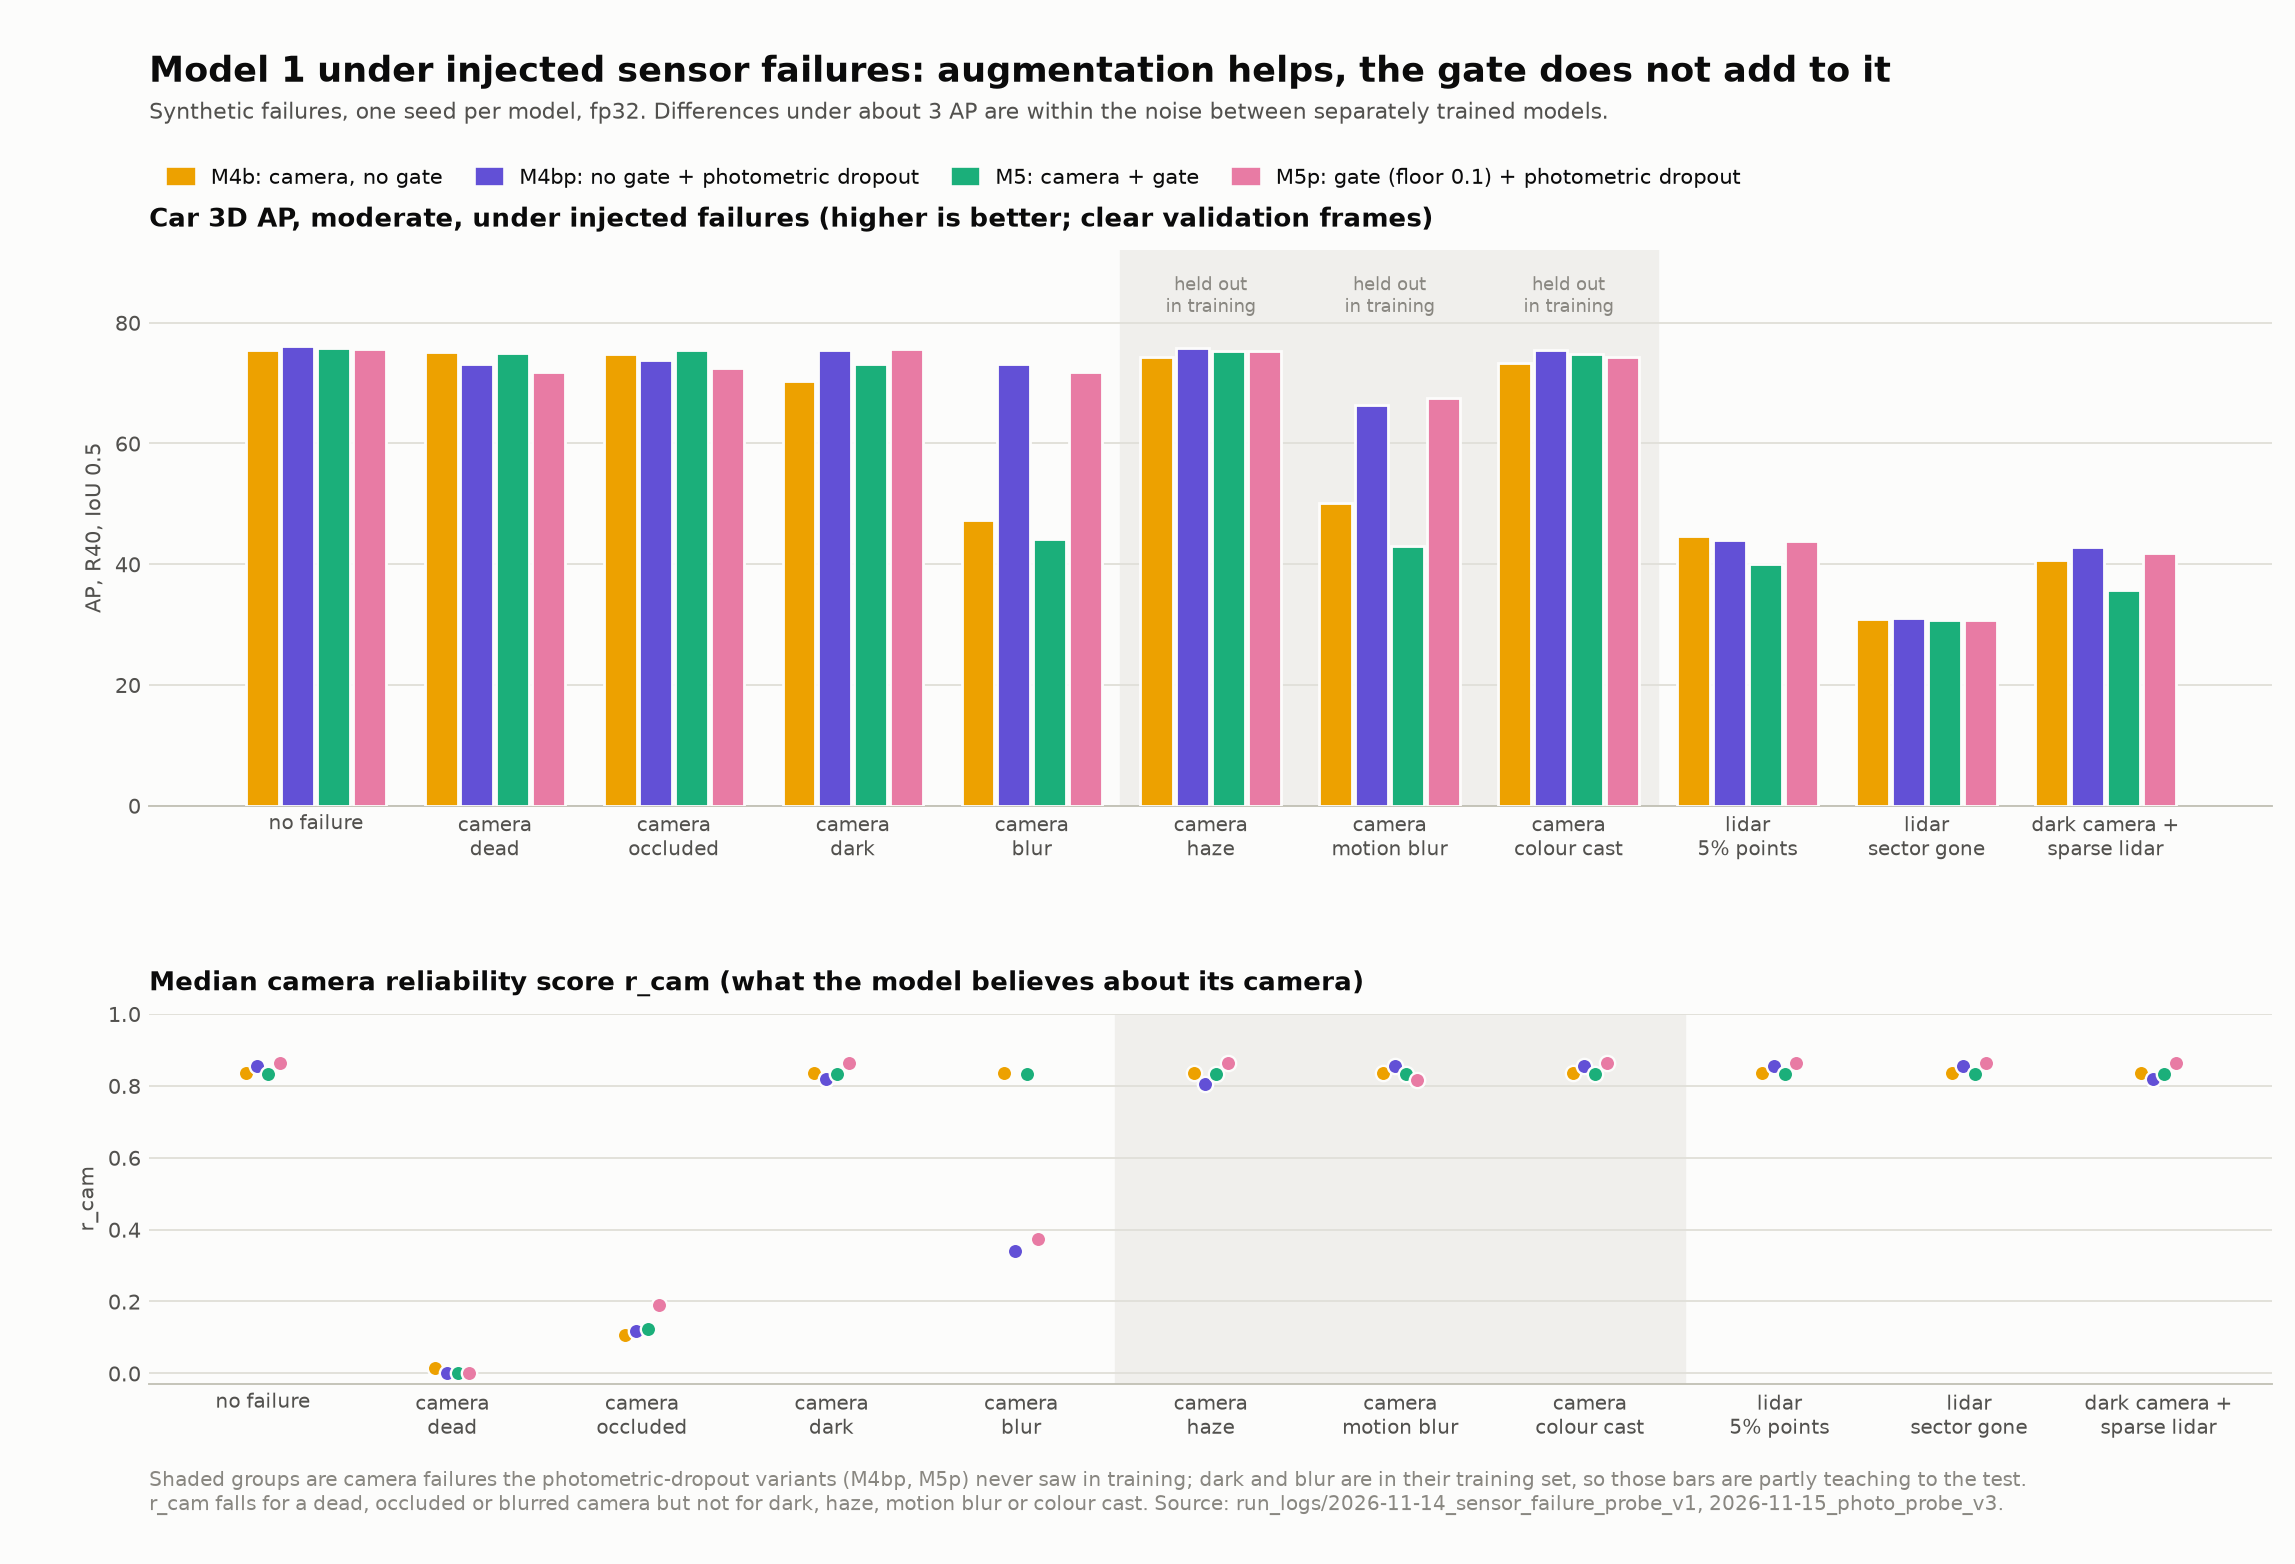 Model 1 under injected sensor failures: augmentation helps, the gate does not add to it
Synthetic failures, one seed per model, fp32. Differences under about 3 AP are within the noise between separately trained models.
M4b: camera, no gate
M4bp: no gate + photometric dropout
M5: camera + gate
M5p: gate (floor 0.1) + photometric dropout
Car 3D AP, moderate, under injected failures (higher is better; clear validation frames)
held out
in training
held out
in training
held out
in training
AP, R40, IoU 0.5
80
60
40
20
0
no failure
camera
dead
camera
occluded
camera
dark
camera
blur
camera
haze
camera
motion blur
camera
colour cast
lidar
5% points
lidar
sector gone
dark camera +
sparse lidar
Median camera reliability score r_cam (what the model believes about its camera)
r_cam
1.0
0.8
0.6
0.4
0.2
0.0
no failure
camera
dead
camera
occluded
camera
dark
camera
blur
camera
haze
camera
motion blur
camera
colour cast
lidar
5% points
lidar
sector gone
dark camera +
sparse lidar
Shaded groups are camera failures the photometric-dropout variants (M4bp, M5p) never saw in training; dark and blur are in their training set, so those bars are partly teaching to the test.
r_cam falls for a dead, occluded or blurred camera but not for dark, haze, motion blur or colour cast. Source: run_logs/2026-11-14_sensor_failure_probe_v1, 2026-11-15_photo_probe_v3.